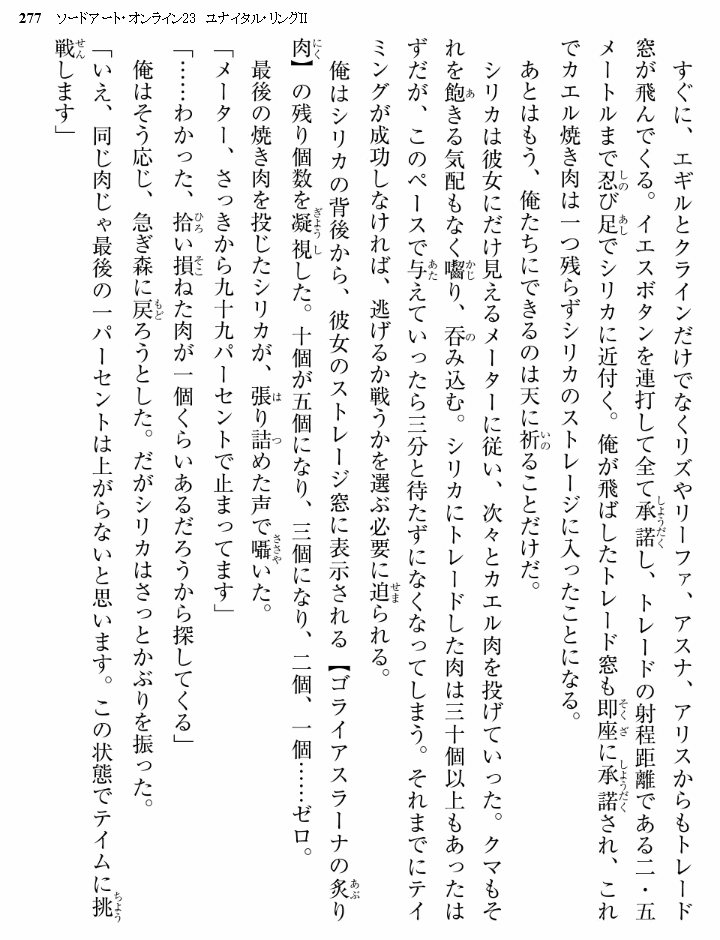 277 ソードアート・オンライン23 ユナイタル・リングⅡ
　すぐに、エギルとクラインだけでなくリズやリーファ、アスナ、アリスからもトレード
窓が飛んでくる。イエスボタンを連打して全て承諾し、トレードの射程距離である二・五
メートルまで忍び足でシリカに近付く。俺が飛ばしたトレード窓も即座に承諾され、これ
でカエル焼き肉は一つ残らずシリカのストレージに入ったことになる。
　あとはもう、俺たちにできるのは天に祈ることだけだ。
　シリカは彼女にだけ見えるメーターに従い、次々とカエル肉を投げていった。クマもそ
れを飽きる気配もなく囓り、呑み込む。シリカにトレードした肉は三十個以上もあったは
ずだが、このペースで与えていったら三分と待たずになくなってしまう。それまでにテイ
ミングが成功しなければ、逃げるか戦うかを選ぶ必要に迫られる。
　俺はシリカの背後から、彼女のストレージ窓に表示される【ゴライアスラーナの炙り
肉】の残り個数を凝視した。十個が五個になり、三個になり、二個、一個……ゼロ。
　最後の焼き肉を投じたシリカが、張り詰めた声で囁いた。
「メーター、さっきから九十九パーセントで止まってます」
「……わかった、拾い損ねた肉が一個くらいあるだろうから探してくる」
　俺はそう応じ、急ぎ森に戻ろうとした。だがシリカはさっとかぶりを振った。
「いえ、同じ肉じゃ最後の一パーセントは上がらないと思います。この状態でテイムに挑
戦します」